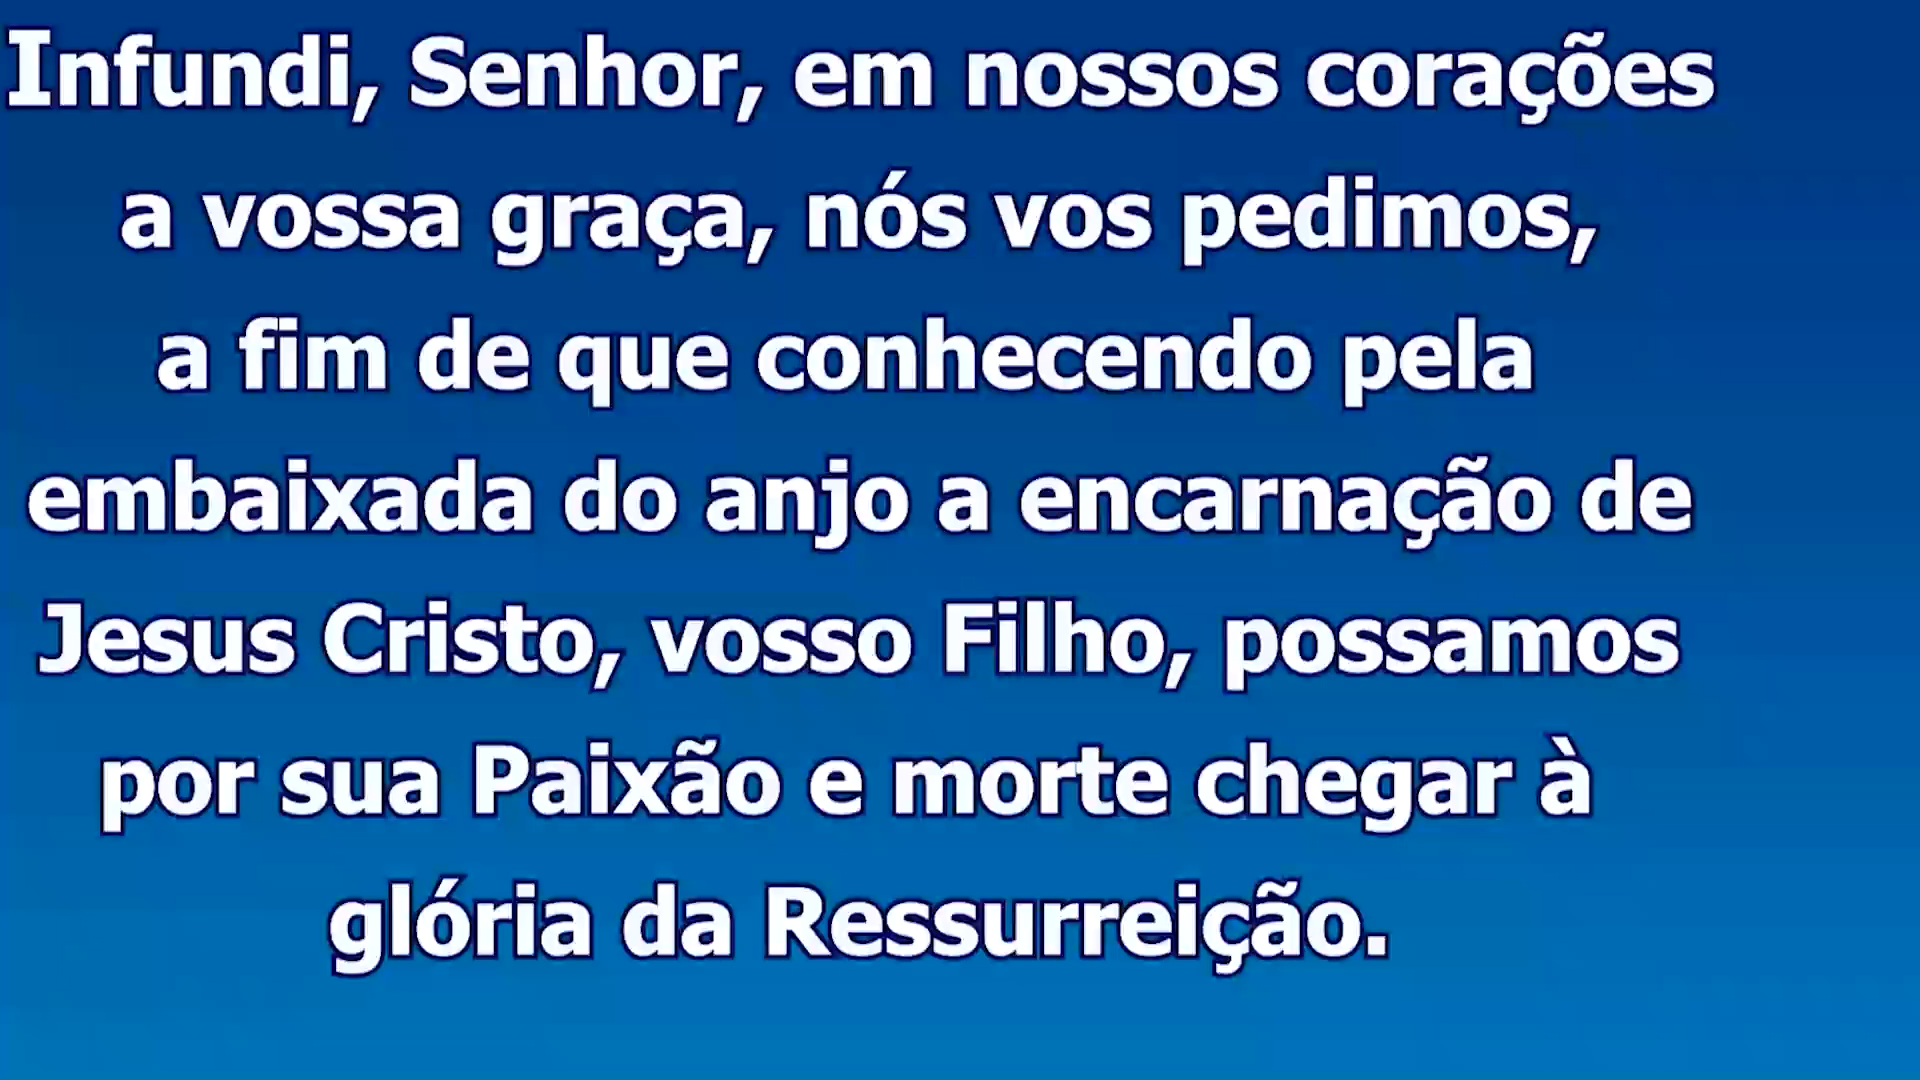 Infundi, Senhor, em nossos corações
a vossa graça, nós vos pedimos,
a fim de que conhecendo pela
embaixada do anjo a encarnação de
Jesus Cristo, vosso Filho, possamos
por sua Paixão e morte chegar à
glória da Ressurreição.